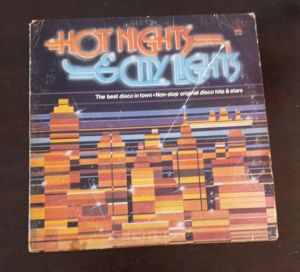 HOT NIGHTS
& CITY LIGHTS
The best disco in town • Non-stop original disco hits & stars